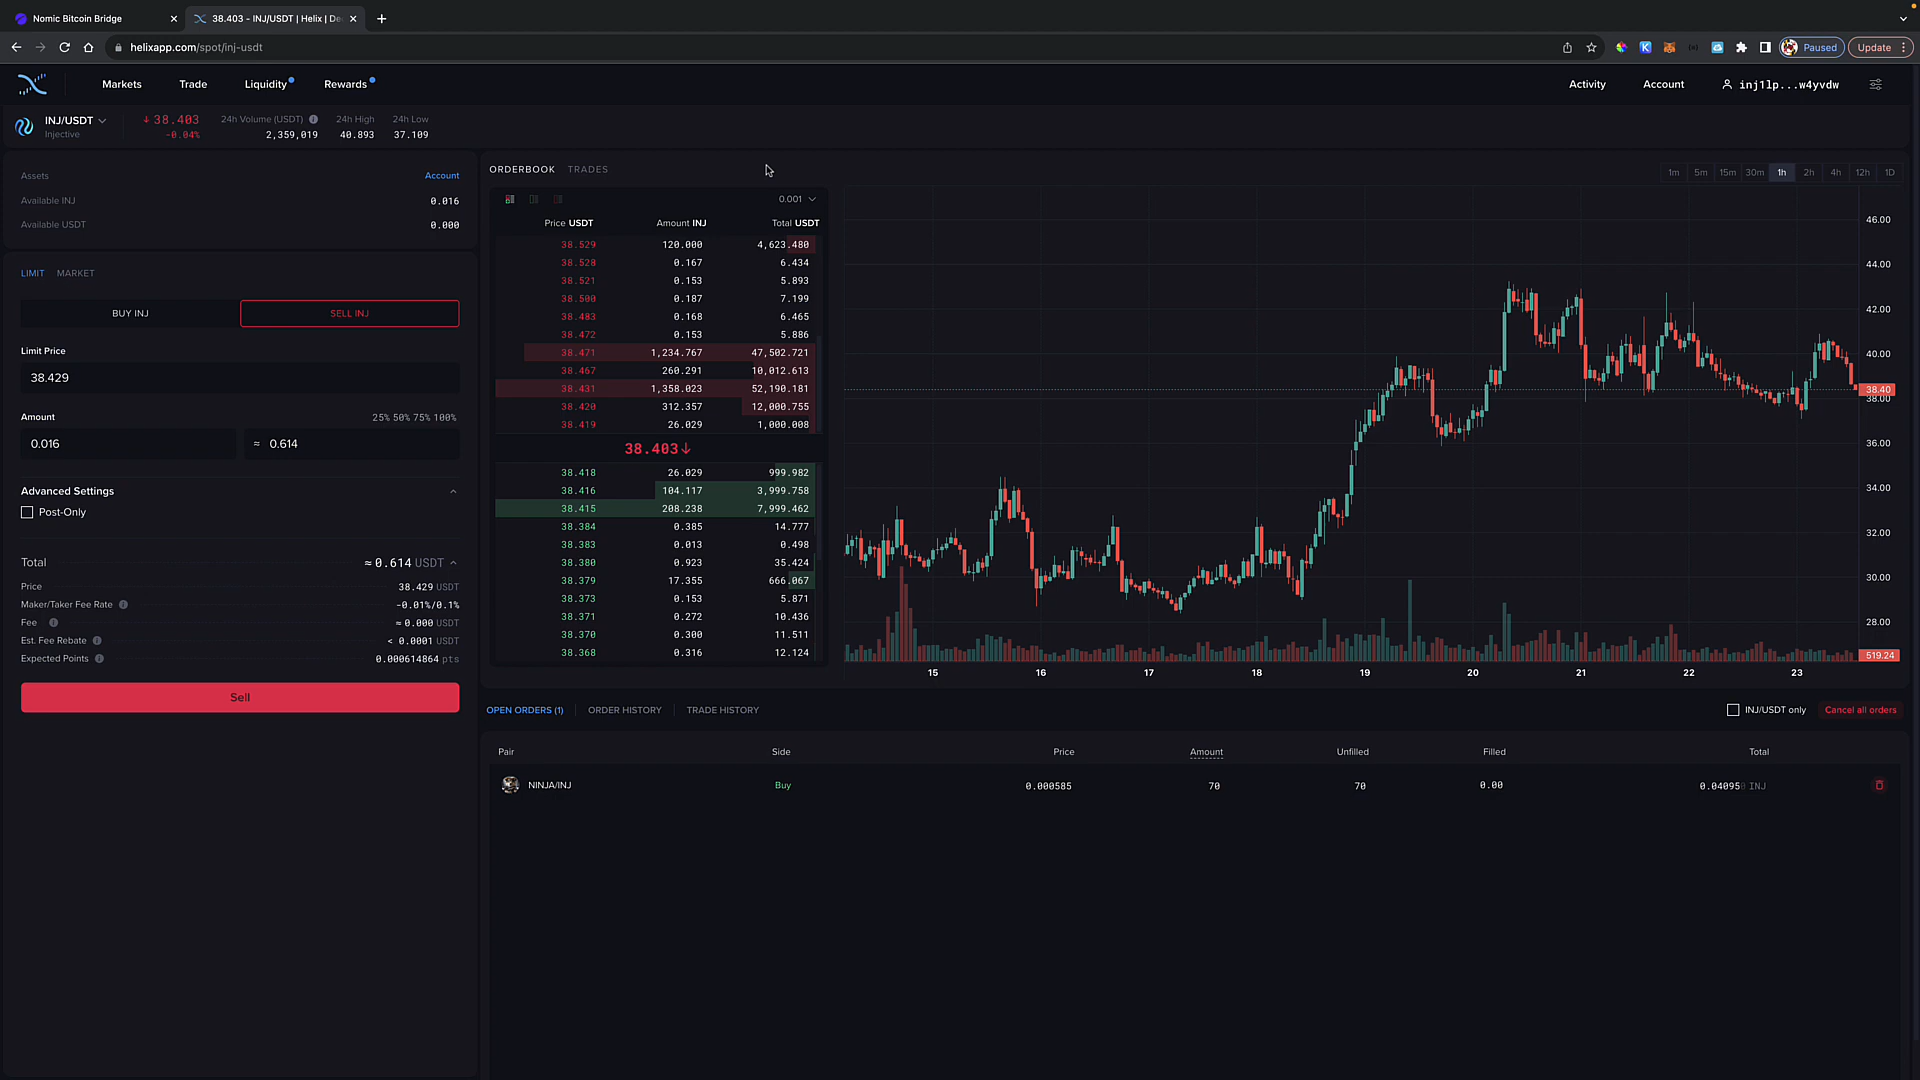 Nomic Bitcoin Bridge
38.403 - INJ/USDT | Helix | De
helixapp.com/spot/inj-usdt
Paused
Update
Markets
Trade
Liquidity
Rewards
Activity
Account
inj1lp...w4yvdw
INJ/USDT
Injective
38.403
-0.04%
24h Volume (USDT)
2,359,019
24h High
40.893
24h Low
37.109
Assets
Account
Available INJ
0.016
Available USDT
0.000
LIMIT MARKET
BUY INJ
SELL INJ
Limit Price
38.429
Amount
25% 50% 75% 100%
0.016
≈ 0.614
Advanced Settings
Post-Only
Total
≈0.614 USDT
Price
38.429 USDT
Maker/Taker Fee Rate
-0.01%/0.1%
Fee
≈ 0.000 USDT
Est. Fee Rebate
< 0.0001 USDT
Expected Points
0.000614864 pts
Sell
ORDERBOOK TRADES
0.001
Price USDT Amount INJ Total USDT
38.529 120.000 4,623.480
38.528 0.167 6.434
38.521 0.153 5.893
38.500 0.187 7.199
38.483 0.168 6.465
38.472 0.153 5.886
38.471 1,234.767 47,502.721
38.467 260.291 10,012.613
38.431 1,358.023 52,190.181
38.420 312.357 12,000.755
38.419 26.029 1,000.008
38.403↓
38.418 26.029 999.982
38.416 104.117 3,999.758
38.415 208.238 7,999.462
38.384 0.385 14.777
38.383 0.013 0.498
38.380 0.923 35.424
38.379 17.355 666.067
38.373 0.153 5.871
38.371 0.272 10.436
38.370 0.300 11.511
38.368 0.316 12.124
1m 5m 15m 30m 1h 2h 4h 12h 1D
46.00
44.00
42.00
40.00
38.40
38.00
36.00
34.00
32.00
30.00
28.00
519.24
15 16 17 18 19 20 21 22 23
OPEN ORDERS (1) ORDER HISTORY TRADE HISTORY
INJ/USDT only
Cancel all orders
Pair Side Price Amount Unfilled Filled Total
NINJA/INJ Buy 0.000585 70 70 0.00 0.040950 INJ